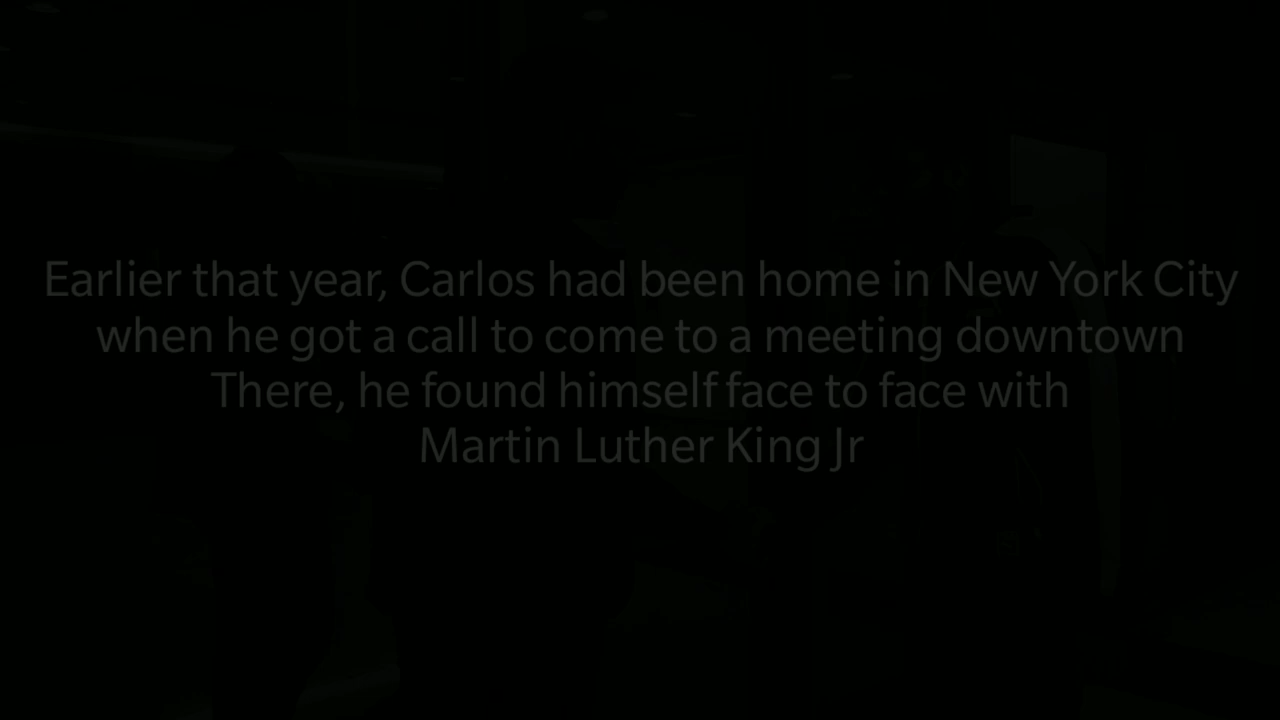 Earlier that year, Carlos had been home in New York City
when he got a call to come to a meeting downtown
There, he found himself face to face with
Martin Luther King Jr